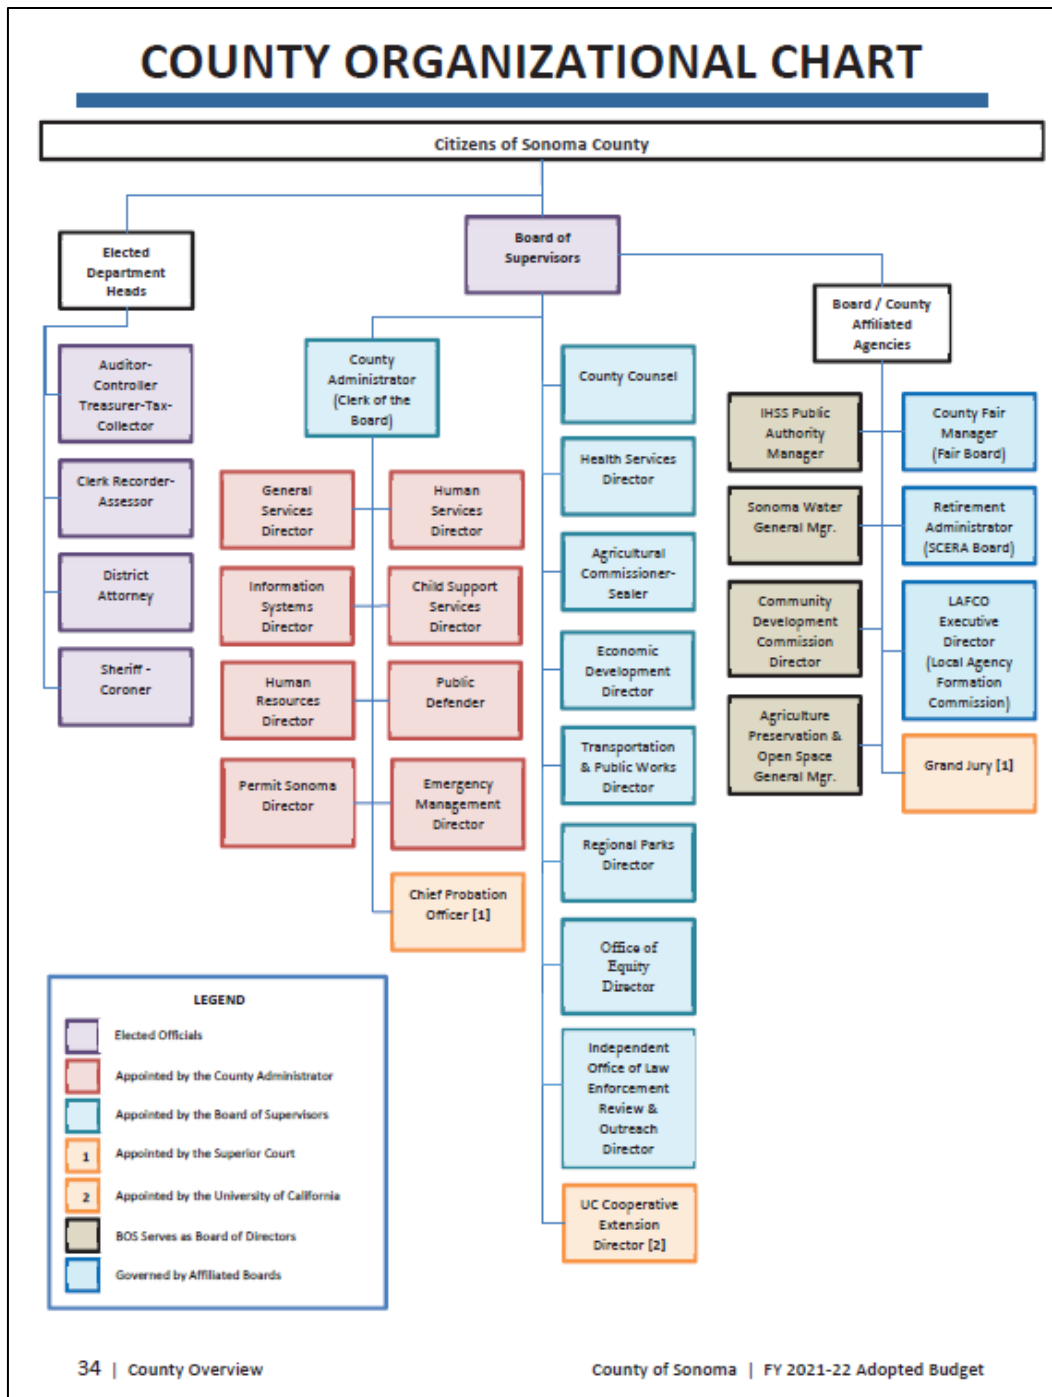 COUNTY ORGANIZATIONAL CHART
Citizens of Sonoma County
Elected
Department
Heads
Auditor-
Controller
Treasurer-Tax-
Collector
Clerk Recorder-
Assessor
District
Attorney
Sheriff -
Coroner
Board of
Supervisors
County
Administrator
(Clerk of the
Board)
General
Services
Director
Human
Services
Director
Information
Systems
Director
Child Support
Services
Director
Human
Resources
Director
Public
Defender
Permit Sonoma
Director
Emergency
Management
Director
Chief Probation
Officer [1]
County Counsel
Health Services
Director
Agricultural
Commissioner-
Sealer
Economic
Development
Director
Transportation
& Public Works
Director
Regional Parks
Director
Office of
Equity
Director
Independent
Office of Law
Enforcement
Review &
Outreach
Director
UC Cooperative
Extension
Director [2]
Board / County
Affiliated
Agencies
IHSS Public
Authority
Manager
County Fair
Manager
(Fair Board)
Sonoma Water
General Mgr.
Retirement
Administrator
(SCERA Board)
Community
Development
Commission
Director
LAFCO
Executive
Director
(Local Agency
Formation
Commission)
Agriculture
Preservation &
Open Space
General Mgr.
Grand Jury [1]
LEGEND
Elected Officials
Appointed by the County Administrator
Appointed by the Board of Supervisors
1 Appointed by the Superior Court
2 Appointed by the University of California
BOS Serves as Board of Directors
Governed by Affiliated Boards
34 | County Overview
County of Sonoma | FY 2021-22 Adopted Budget